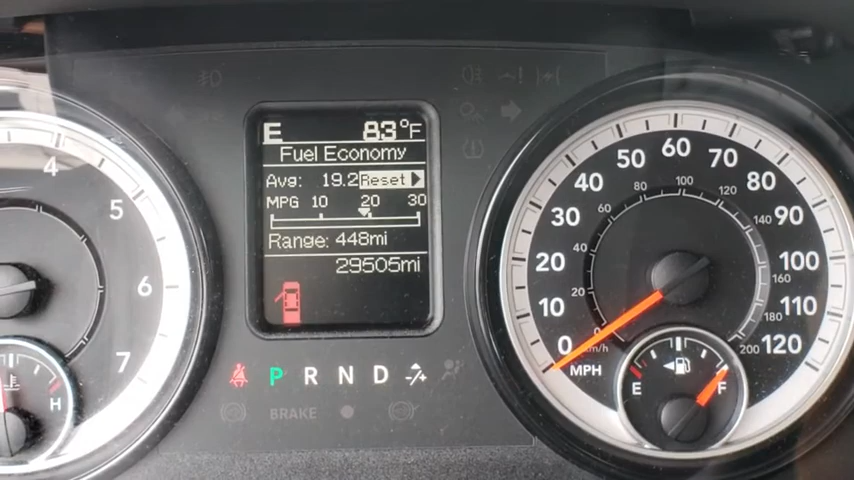 E 83°F
Fuel Economy
Avg: 19.2 Reset
MPG 10 20 30
Range: 448mi
29505mi
P R N D
BRAKE
4
5
6
7
H
0
10
20
30
40
50
60
70
80
90
100
110
120
MPH
0
20
40
60
80
100
120
140
160
180
200
km/h
E F